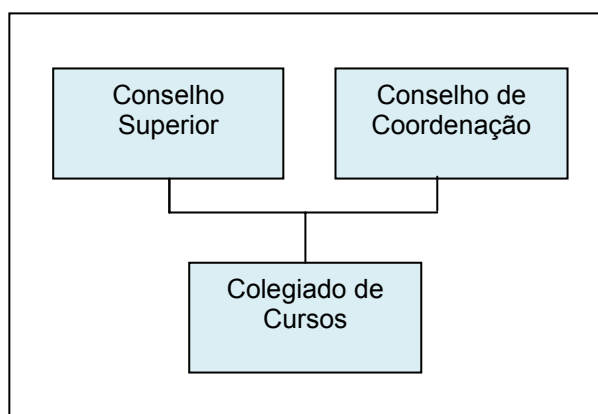 Conselho
Superior
Conselho de
Coordenação
Colegiado de
Cursos